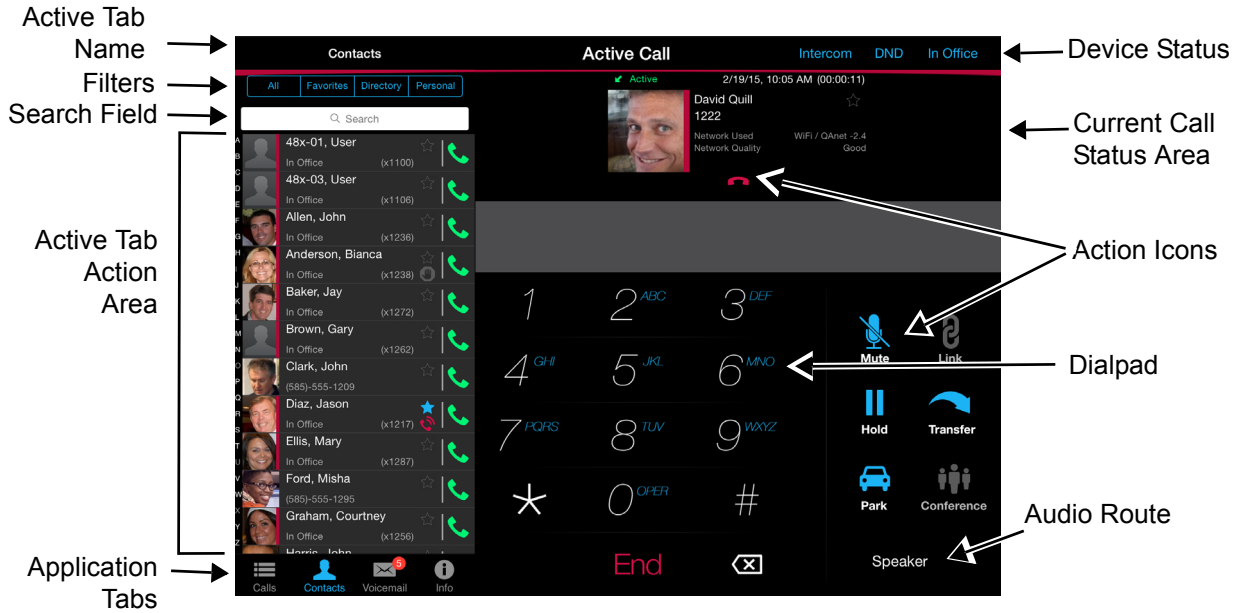 Active Tab
Name
Filters
Search Field
Active Tab
Action
Area
Application
Tabs
Contacts
All Favorites Directory Personal
Search
A
B
C
D
E
F
G
H
I
J
K
L
M
N
O
P
Q
R
S
T
U
V
W
X
Y
Z
48x-01, User
In Office (x1100)
48x-03, User
In Office (x1106)
Allen, John
In Office (x1236)
Anderson, Bianca
In Office (x1238)
Baker, Jay
In Office (x1272)
Brown, Gary
In Office (x1262)
Clark, John
(585)-555-1209
Diaz, Jason
In Office (x1217)
Ellis, Mary
In Office (x1287)
Ford, Misha
(585)-555-1295
Graham, Courtney
In Office (x1256)
Harris, John
Calls Contacts Voicemail 5 Info
Active Call
Intercom DND In Office
Active 2/19/15, 10:05 AM (00:00:11)
David Quill
1222
Network Used WiFi / QAnet -2.4
Network Quality Good
1 2 ABC 3 DEF
4 GHI 5 JKL 6 MNO
7 PQRS 8 TUV 9 WXYZ
* 0 OPER #
End
Mute Link
Hold Transfer
Park Conference
Speaker
Device Status
Current Call
Status Area
Action Icons
Dialpad
Audio Route